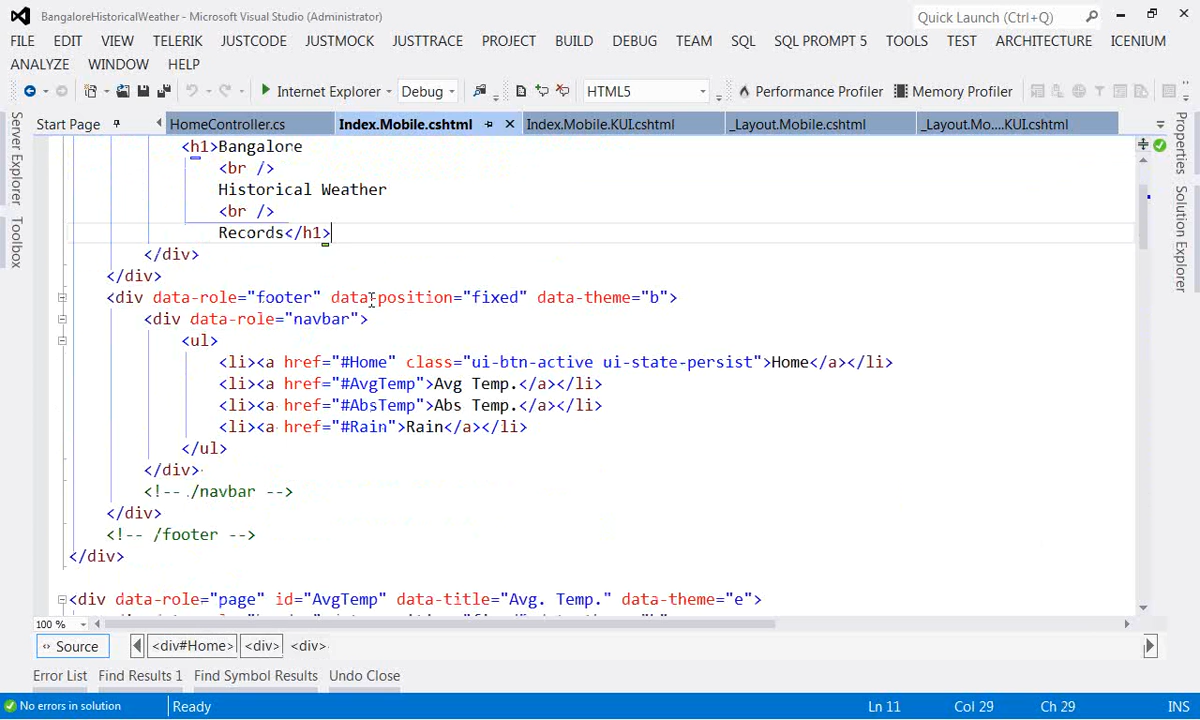 BangaloreHistoricalWeather - Microsoft Visual Studio (Administrator)
Quick Launch (Ctrl+Q)
FILE EDIT VIEW TELERIK JUSTCODE JUSTMOCK JUSTTRACE PROJECT BUILD DEBUG TEAM SQL SQL PROMPT 5 TOOLS TEST ARCHITECTURE ICENIUM
ANALYZE WINDOW HELP
Internet Explorer Debug HTML5 Performance Profiler Memory Profiler
Start Page HomeController.cs Index.Mobile.cshtml Index.Mobile.KUI.cshtml _Layout.Mobile.cshtml _Layout.Mo....KUI.cshtml
Server Explorer
Toolbox
Properties
Solution Explorer
<h1>Bangalore
<br />
Historical Weather
<br />
Records</h1>
</div>
</div>
<div data-role="footer" data-position="fixed" data-theme="b">
<div data-role="navbar">
<ul>
<li><a href="#Home" class="ui-btn-active ui-state-persist">Home</a></li>
<li><a href="#AvgTemp">Avg Temp.</a></li>
<li><a href="#AbsTemp">Abs Temp.</a></li>
<li><a href="#Rain">Rain</a></li>
</ul>
</div>
<!-- /navbar -->
</div>
<!-- /footer -->
</div>
<div data-role="page" id="AvgTemp" data-title="Avg. Temp." data-theme="e">
100 %
Source <div#Home> <div> <div>
Error List Find Results 1 Find Symbol Results Undo Close
No errors in solution Ready Ln 11 Col 29 Ch 29 INS